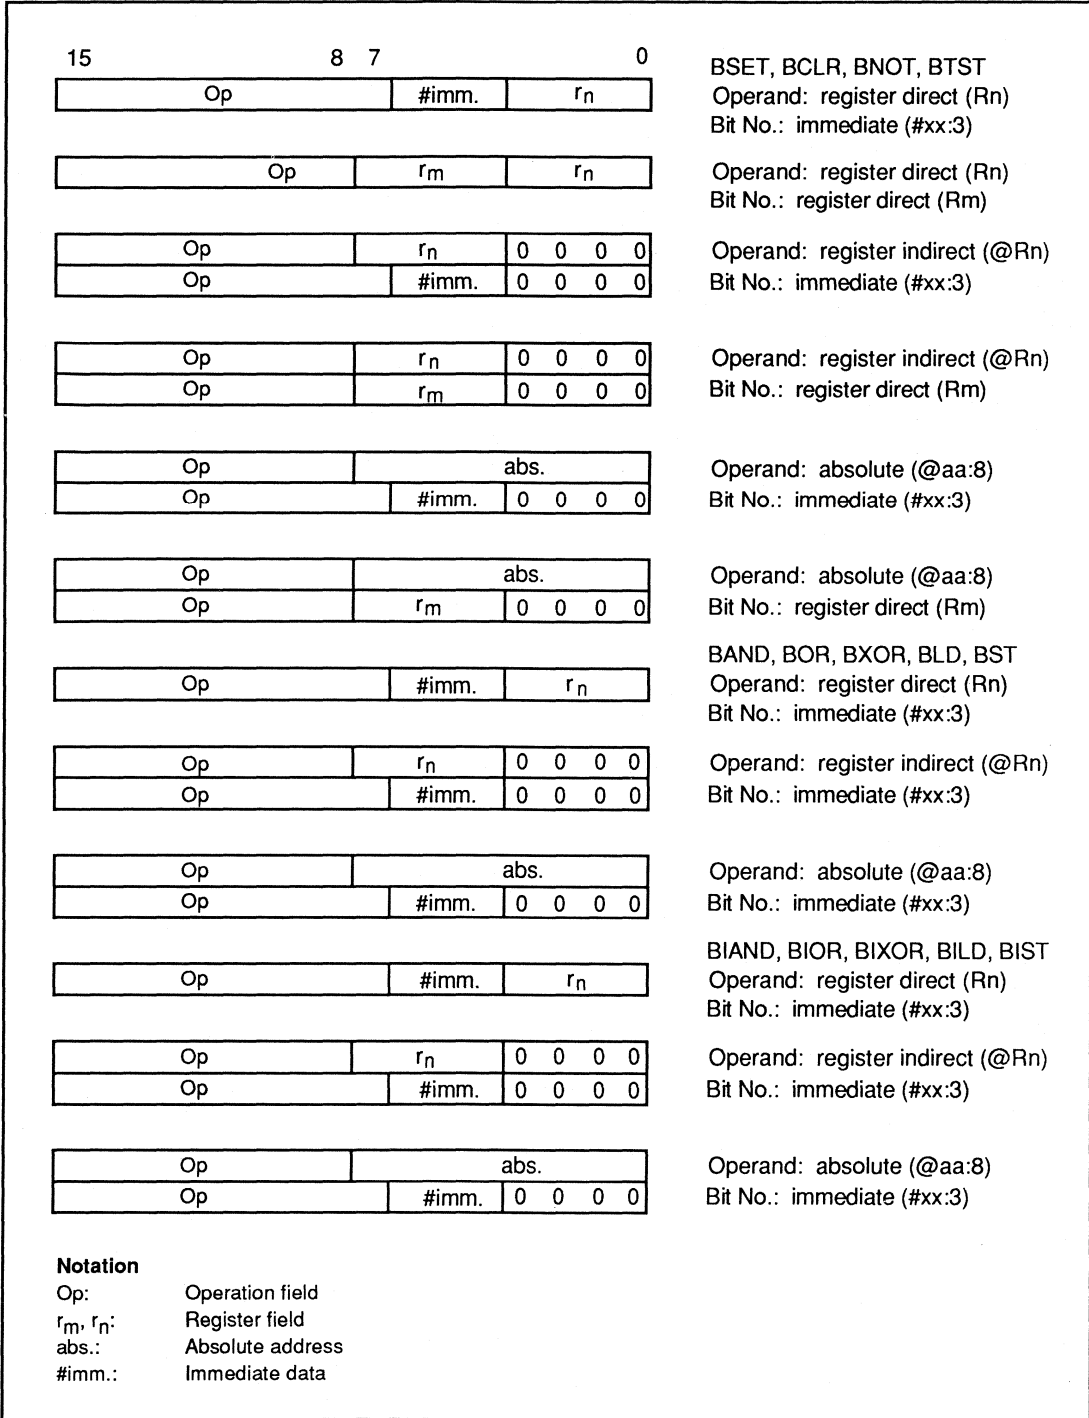 15 8 7 0
BSET, BCLR, BNOT, BTST
Op #imm. rn Operand: register direct (Rn)
Bit No.: immediate (#xx:3)
Op rm rn Operand: register direct (Rn)
Bit No.: register direct (Rm)
Op rn 0 0 0 0 Operand: register indirect (@Rn)
Op #imm. 0 0 0 0 Bit No.: immediate (#xx:3)
Op rn 0 0 0 0 Operand: register indirect (@Rn)
Op rm 0 0 0 0 Bit No.: register direct (Rm)
Op abs. Operand: absolute (@aa:8)
Op #imm. 0 0 0 0 Bit No.: immediate (#xx:3)
Op abs. Operand: absolute (@aa:8)
Op rm 0 0 0 0 Bit No.: register direct (Rm)
BAND, BOR, BXOR, BLD, BST
Op #imm. rn Operand: register direct (Rn)
Bit No.: immediate (#xx:3)
Op rn 0 0 0 0 Operand: register indirect (@Rn)
Op #imm. 0 0 0 0 Bit No.: immediate (#xx:3)
Op abs. Operand: absolute (@aa:8)
Op #imm. 0 0 0 0 Bit No.: immediate (#xx:3)
BIAND, BIOR, BIXOR, BILD, BIST
Op #imm. rn Operand: register direct (Rn)
Bit No.: immediate (#xx:3)
Op rn 0 0 0 0 Operand: register indirect (@Rn)
Op #imm. 0 0 0 0 Bit No.: immediate (#xx:3)
Op abs. Operand: absolute (@aa:8)
Op #imm. 0 0 0 0 Bit No.: immediate (#xx:3)
Notation
Op: Operation field
rm, rn: Register field
abs.: Absolute address
#imm.: Immediate data